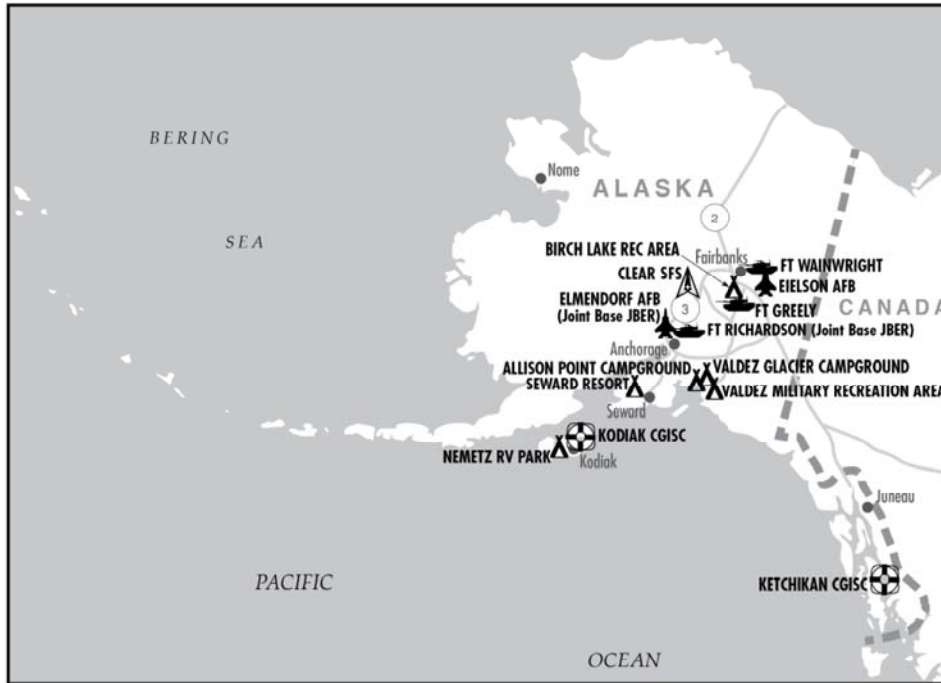 BERING
Nome
ALASKA
2
SEA
BIRCH LAKE REC AREA
Fairbanks
FT WAINWRIGHT
CLEAR SFS
EIELSON AFB
ELMENDORF AFB
(Joint Base JBER)
3
FT GREELY
CANADA
FT RICHARDSON (Joint Base JBER)
Anchorage
ALLISON POINT CAMPGROUND
VALDEZ GLACIER CAMPGROUND
SEWARD RESORT
VALDEZ MILITARY RECREATION AREA
Seward
KODIAK CGISC
NEMETZ RV PARK
Kodiak
Juneau
PACIFIC
KETCHIKAN CGISC
OCEAN